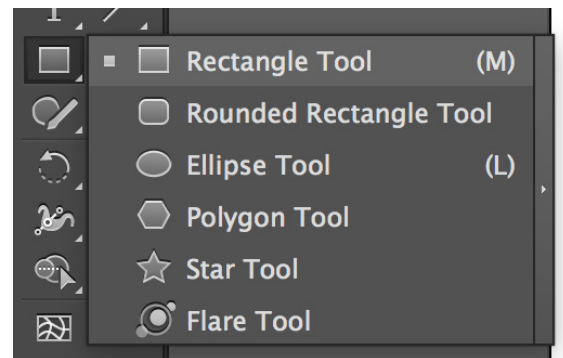 Rectangle Tool (M)
Rounded Rectangle Tool
Ellipse Tool (L)
Polygon Tool
Star Tool
Flare Tool